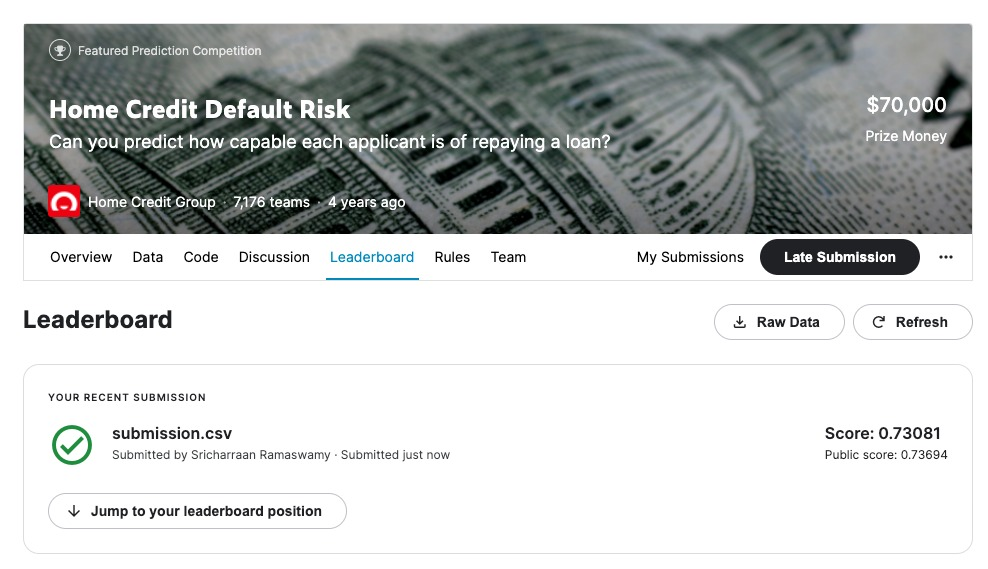 Featured Prediction Competition
Home Credit Default Risk
$70,000
Can you predict how capable each applicant is of repaying a loan?
Prize Money
Home Credit Group · 7,176 teams · 4 years ago
Overview Data Code Discussion Leaderboard Rules Team My Submissions Late Submission ···
Leaderboard
Raw Data Refresh
YOUR RECENT SUBMISSION
submission.csv Score: 0.73081
Submitted by Sricharraan Ramaswamy · Submitted just now Public score: 0.73694
Jump to your leaderboard position